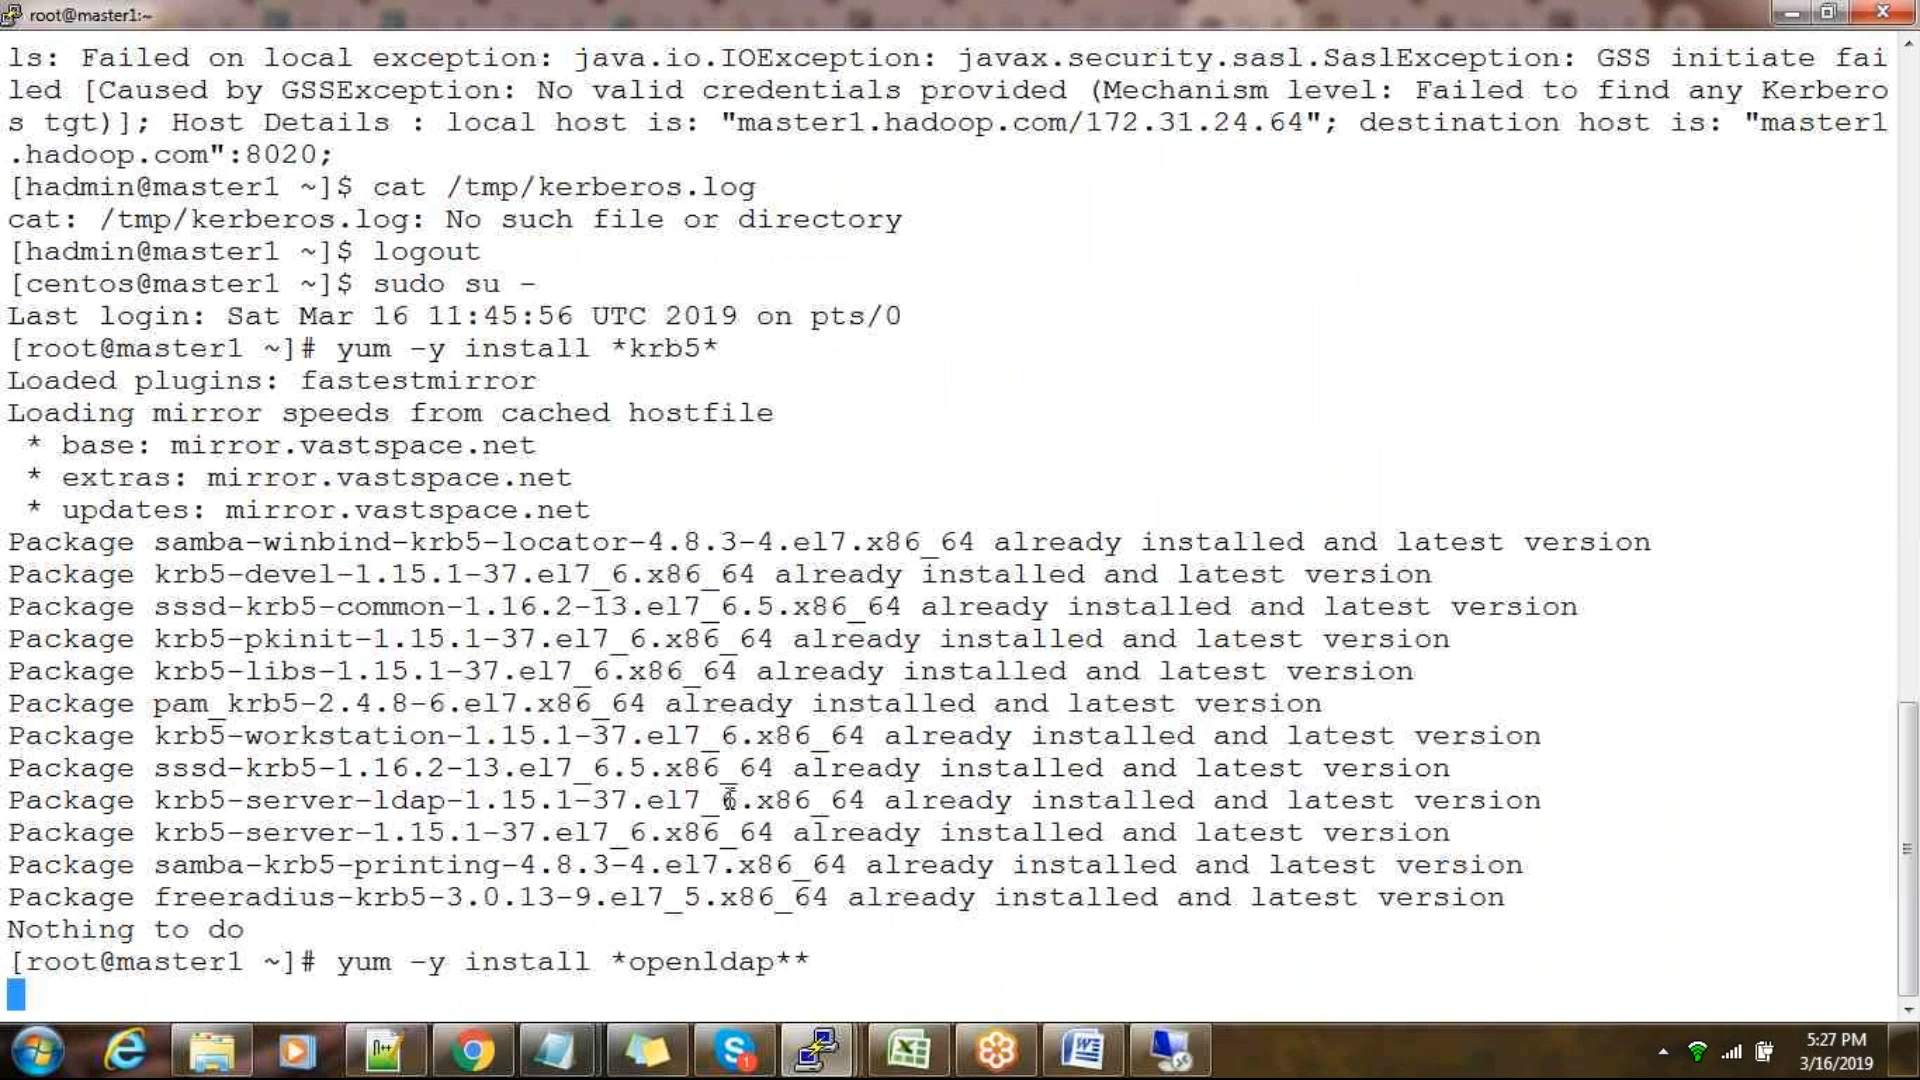 root@master1:~
ls: Failed on local exception: java.io.IOException: javax.security.sasl.SaslException: GSS initiate fai
led [Caused by GSSException: No valid credentials provided (Mechanism level: Failed to find any Kerbero
s tgt)]; Host Details : local host is: "master1.hadoop.com/172.31.24.64"; destination host is: "master1
.hadoop.com":8020;
[hadmin@master1 ~]$ cat /tmp/kerberos.log
cat: /tmp/kerberos.log: No such file or directory
[hadmin@master1 ~]$ logout
[centos@master1 ~]$ sudo su -
Last login: Sat Mar 16 11:45:56 UTC 2019 on pts/0
[root@master1 ~]# yum -y install *krb5*
Loaded plugins: fastestmirror
Loading mirror speeds from cached hostfile
* base: mirror.vastspace.net
* extras: mirror.vastspace.net
* updates: mirror.vastspace.net
Package samba-winbind-krb5-locator-4.8.3-4.el7.x86_64 already installed and latest version
Package krb5-devel-1.15.1-37.el7_6.x86_64 already installed and latest version
Package sssd-krb5-common-1.16.2-13.el7_6.5.x86_64 already installed and latest version
Package krb5-pkinit-1.15.1-37.el7_6.x86_64 already installed and latest version
Package krb5-libs-1.15.1-37.el7_6.x86_64 already installed and latest version
Package pam_krb5-2.4.8-6.el7.x86_64 already installed and latest version
Package krb5-workstation-1.15.1-37.el7_6.x86_64 already installed and latest version
Package sssd-krb5-1.16.2-13.el7_6.5.x86_64 already installed and latest version
Package krb5-server-ldap-1.15.1-37.el7_6.x86_64 already installed and latest version
Package krb5-server-1.15.1-37.el7_6.x86_64 already installed and latest version
Package samba-krb5-printing-4.8.3-4.el7.x86_64 already installed and latest version
Package freeradius-krb5-3.0.13-9.el7_5.x86_64 already installed and latest version
Nothing to do
[root@master1 ~]# yum -y install *openldap**
5:27 PM
3/16/2019